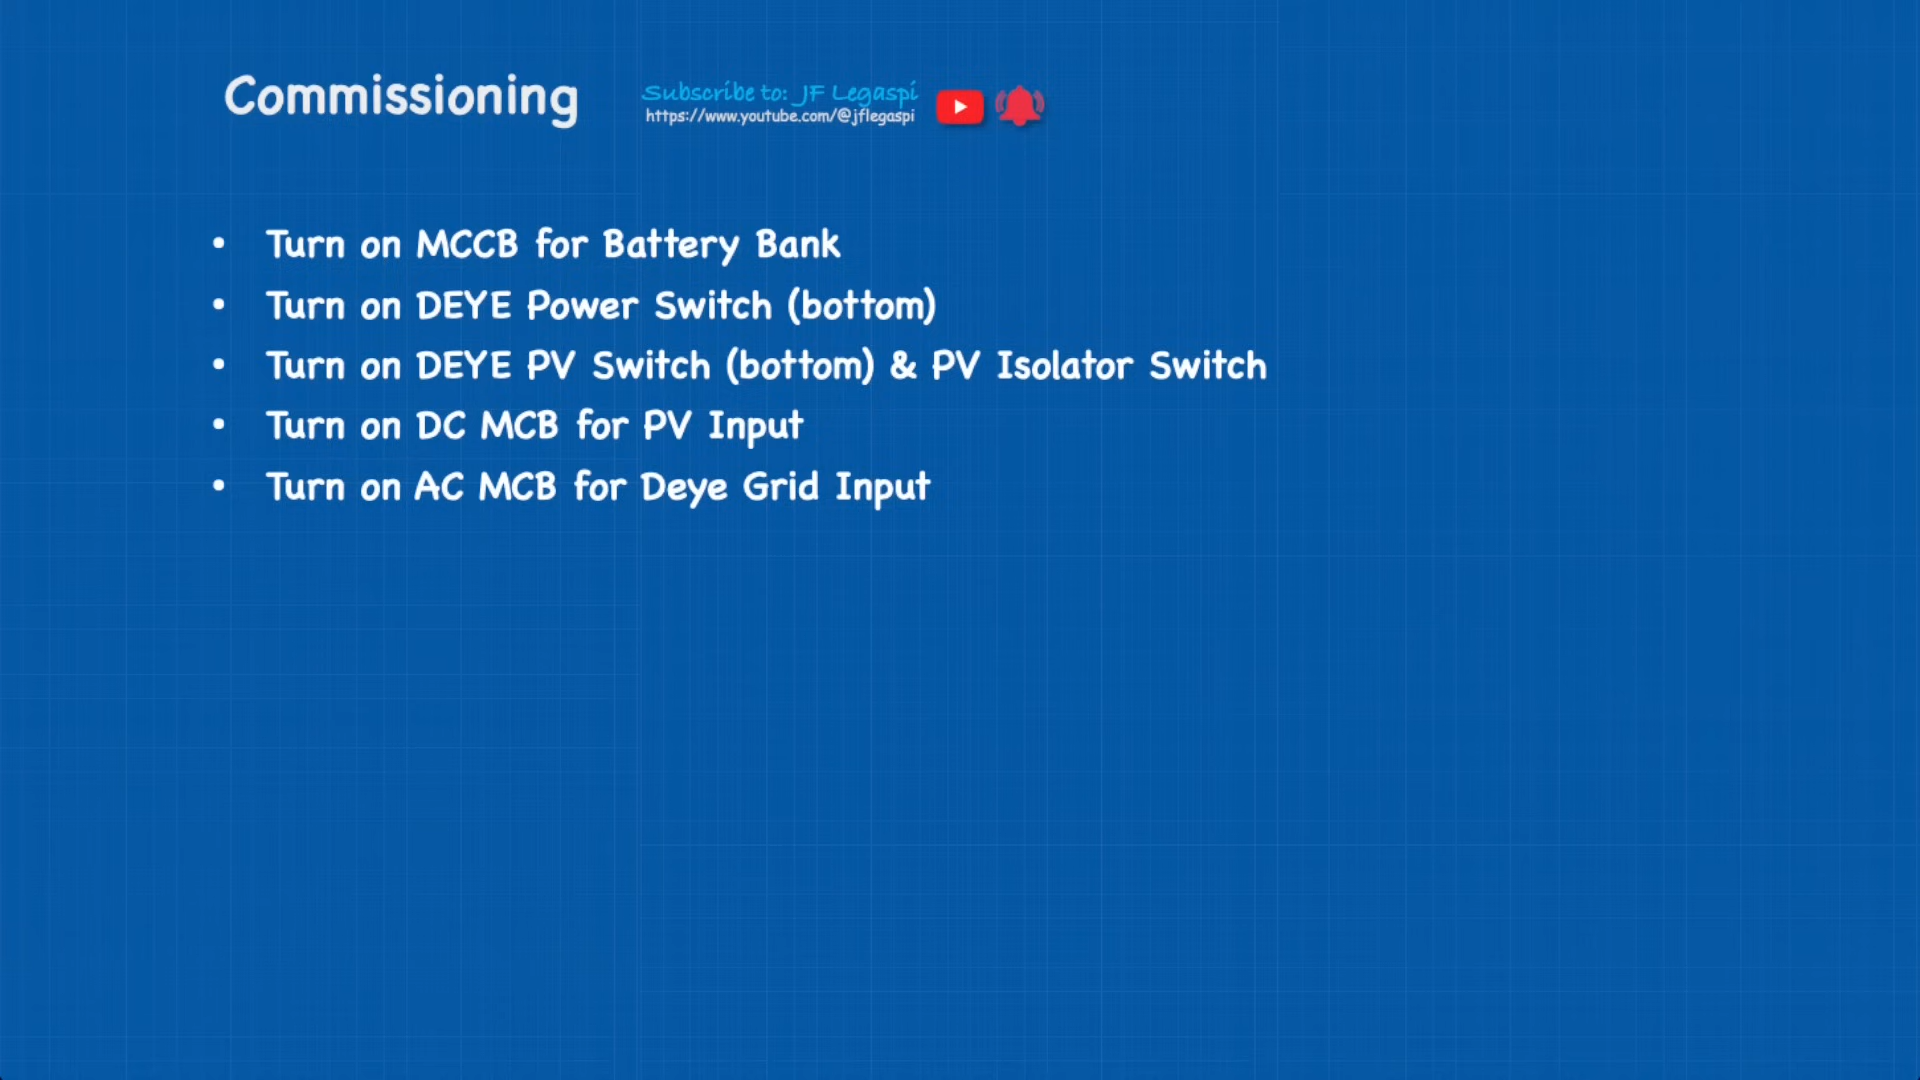 Commissioning
Subscribe to: JF Legaspi
https://www.youtube.com/@jflegaspi
• Turn on MCCB for Battery Bank
• Turn on DEYE Power Switch (bottom)
• Turn on DEYE PV Switch (bottom) & PV Isolator Switch
• Turn on DC MCB for PV Input
• Turn on AC MCB for Deye Grid Input